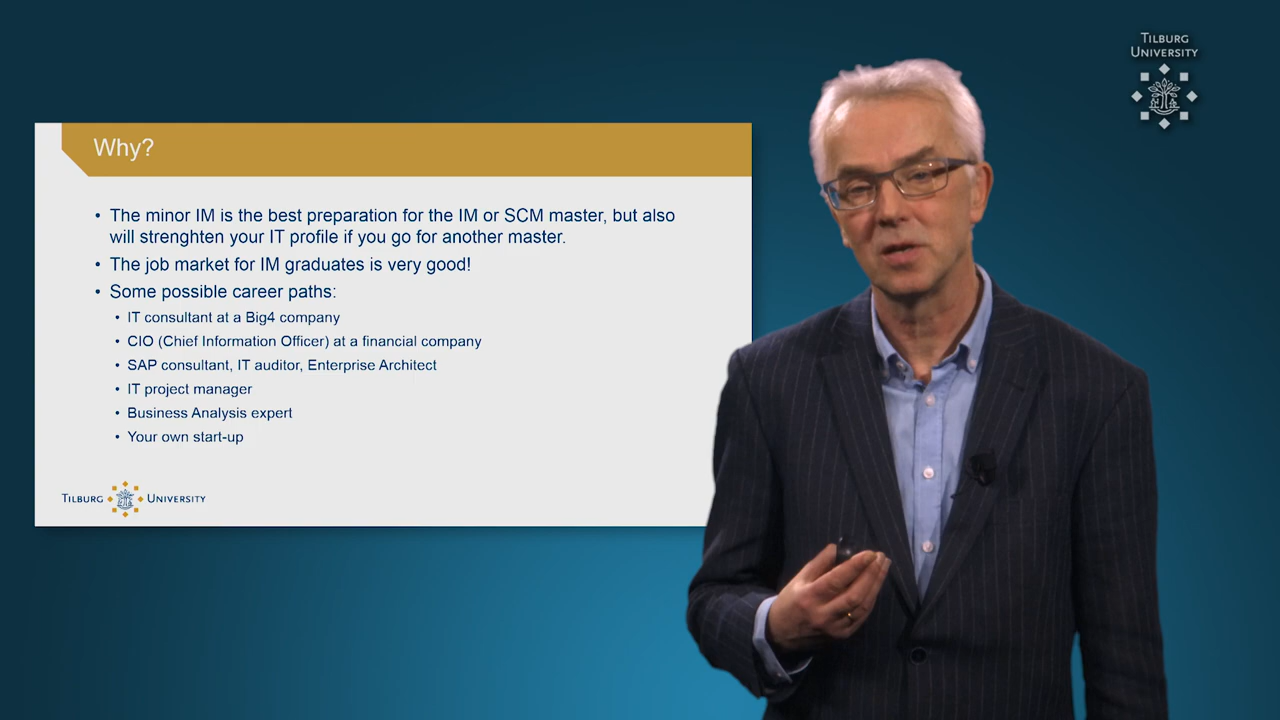 TILBURG
UNIVERSITY
Why?
• The minor IM is the best preparation for the IM or SCM master, but also
will strenghten your IT profile if you go for another master.
• The job market for IM graduates is very good!
• Some possible career paths:
• IT consultant at a Big4 company
• CIO (Chief Information Officer) at a financial company
• SAP consultant, IT auditor, Enterprise Architect
• IT project manager
• Business Analysis expert
• Your own start-up
TILBURG UNIVERSITY